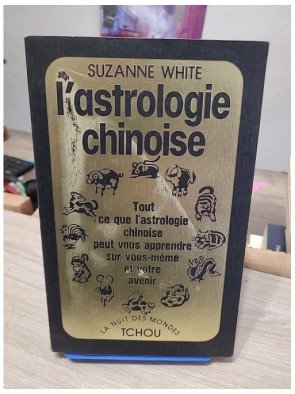 SUZANNE WHITE
l'astrologie
chinoise
Tout
ce que l'astrologie
chinoise
peut vous apprendre
sur vous-même
et votre
avenir
LA NUIT DES MONDES
TCHOU